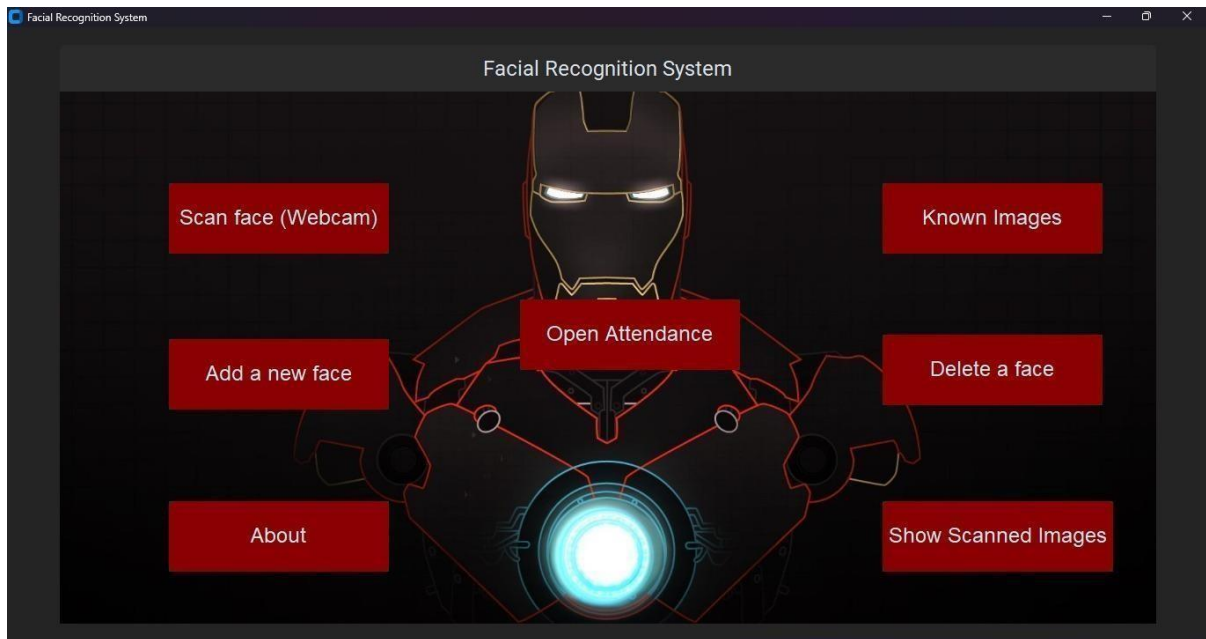 Facial Recognition System
Facial Recognition System
Scan face (Webcam)
Known Images
Open Attendance
Add a new face
Delete a face
About
Show Scanned Images